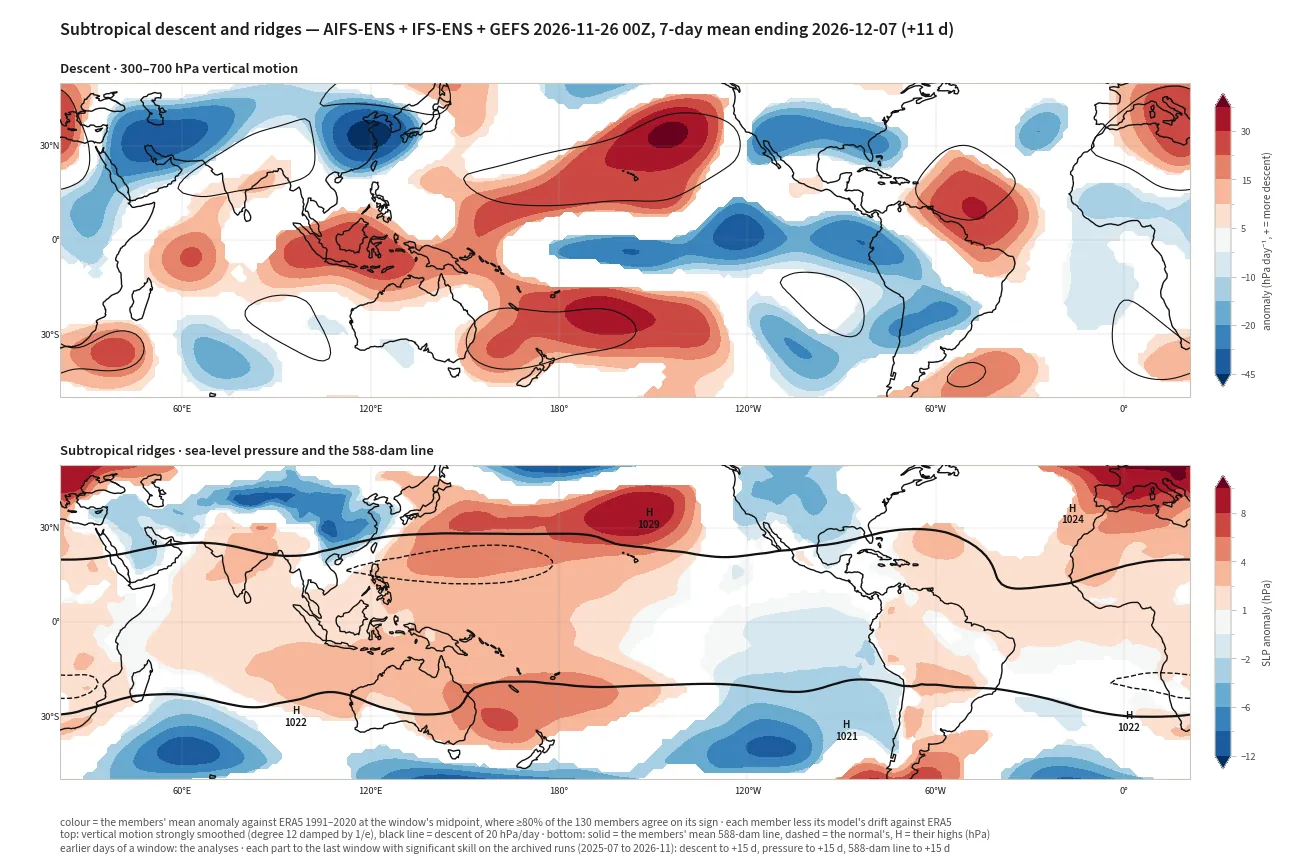 Subtropical descent and ridges — AIFS-ENS + IFS-ENS + GEFS 2026-11-26 00Z, 7-day mean ending 2026-12-07 (+11 d)
Descent · 300–700 hPa vertical motion
30°N
0°
30°S
60°E
120°E
180°
120°W
60°W
0°
30
15
5
−10
−20
−45
anomaly (hPa day⁻¹, + = more descent)
Subtropical ridges · sea-level pressure and the 588-dam line
H
1029
H
1024
H
1022
H
1021
H
1022
30°N
0°
30°S
60°E
120°E
180°
120°W
60°W
0°
8
4
1
−2
−6
−12
SLP anomaly (hPa)
colour = the members' mean anomaly against ERA5 1991–2020 at the window's midpoint, where ≥80% of the 130 members agree on its sign · each member less its model's drift against ERA5
top: vertical motion strongly smoothed (degree 12 damped by 1/e), black line = descent of 20 hPa/day · bottom: solid = the members' mean 588-dam line, dashed = the normal's, H = their highs (hPa)
earlier days of a window: the analyses · each part to the last window with significant skill on the archived runs (2025-07 to 2026-11): descent to +15 d, pressure to +15 d, 588-dam line to +15 d